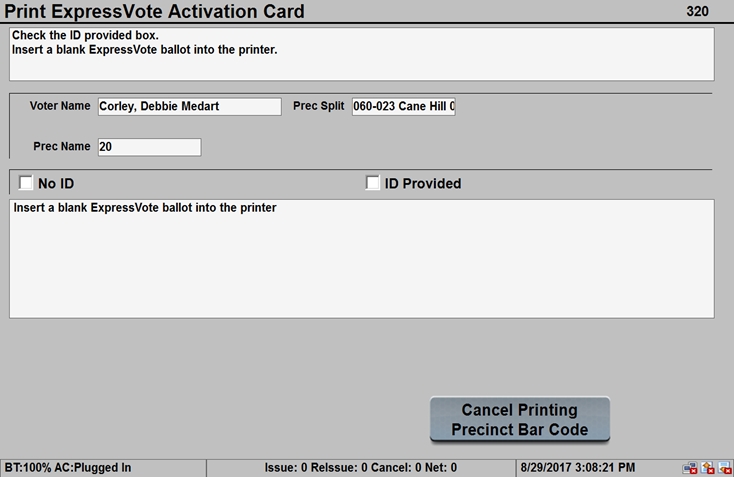 Print ExpressVote Activation Card 320
Check the ID provided box.
Insert a blank ExpressVote ballot into the printer.
Voter Name Corley, Debbie Medart Prec Split 060-023 Cane Hill 0
Prec Name 20
No ID ID Provided
Insert a blank ExpressVote ballot into the printer
Cancel Printing
Precinct Bar Code
BT:100% AC:Plugged In Issue: 0 ReIssue: 0 Cancel: 0 Net: 0 8/29/2017 3:08:21 PM